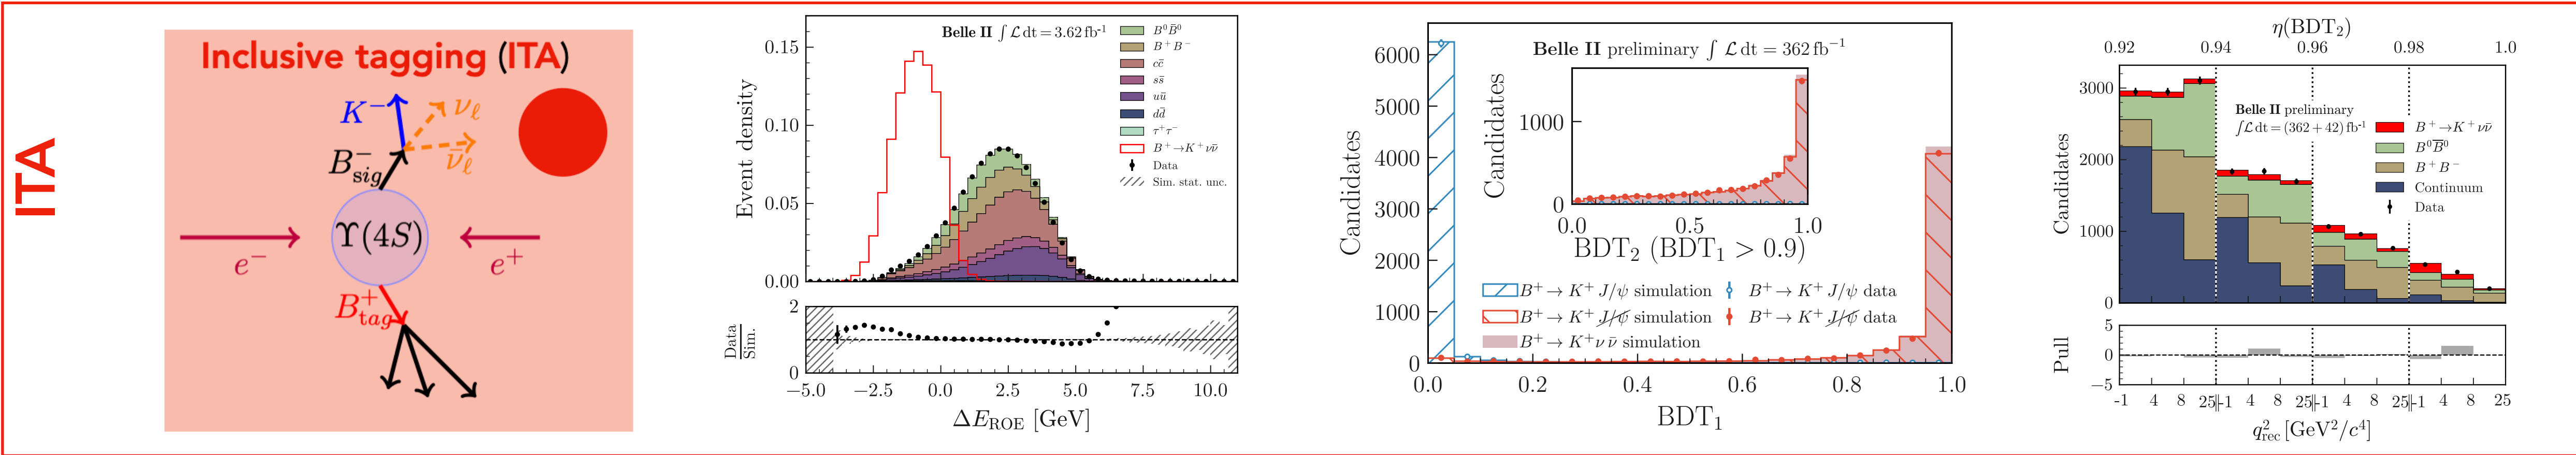 ITA
Inclusive tagging (ITA)
K⁻
ν_ℓ
ν̄_ℓ
B⁻_sig
Υ(4S)
e⁻
e⁺
B⁺_tag
Belle II ∫ℒ dt = 3.62 fb⁻¹
B⁰B̄⁰
B⁺B⁻
cc̄
ss̄
uū
dd̄
τ⁺τ⁻
B⁺→K⁺νν̄
Data
Sim. stat. unc.
Event density
0.15
0.10
0.05
0.00
Data
Sim.
2
0
−5.0 −2.5 0.0 2.5 5.0 7.5 10.0
ΔE_ROE [GeV]
Belle II preliminary ∫ ℒ dt = 362 fb⁻¹
Candidates
6000
5000
4000
3000
2000
1000
0
Candidates
1000
0
0.0 0.5 1.0
BDT₂ (BDT₁ > 0.9)
B⁺→ K⁺ J/ψ simulation
B⁺→ K⁺ J/ψ data
B⁺→ K⁺ J/ψ simulation
B⁺→ K⁺ J/ψ data
B⁺→ K⁺ν ν̄ simulation
0.0 0.2 0.4 0.6 0.8 1.0
BDT₁
η(BDT₂)
0.92 0.94 0.96 0.98 1.0
Candidates
3000
2000
1000
0
Belle II preliminary
∫ℒ dt = (362 + 42) fb⁻¹
B⁺→K⁺νν̄
B⁰B̄⁰
B⁺B⁻
Continuum
Data
Pull
5
0
−5
-1 4 8 25 -1 4 8 25 -1 4 8 25 -1 4 8 25
q²_rec [GeV²/c⁴]